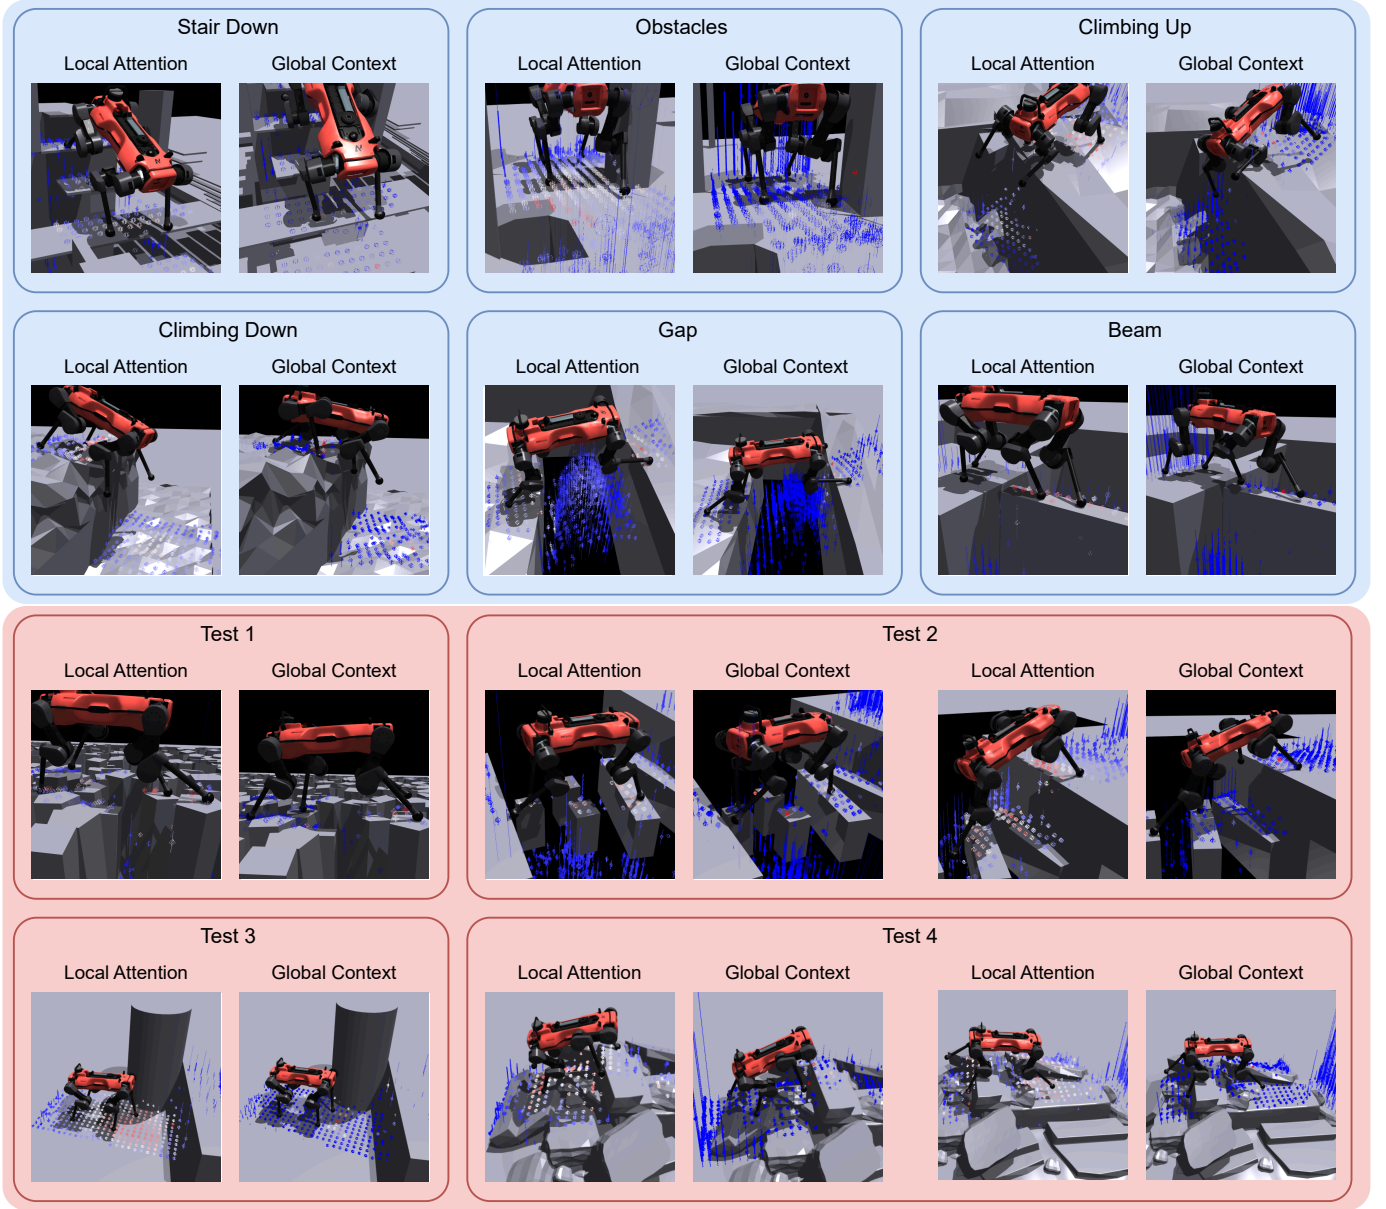 Stair Down
Local Attention Global Context
Obstacles
Local Attention Global Context
Climbing Up
Local Attention Global Context
Climbing Down
Local Attention Global Context
Gap
Local Attention Global Context
Beam
Local Attention Global Context
Test 1
Local Attention Global Context
Test 2
Local Attention Global Context Local Attention Global Context
Test 3
Local Attention Global Context
Test 4
Local Attention Global Context Local Attention Global Context